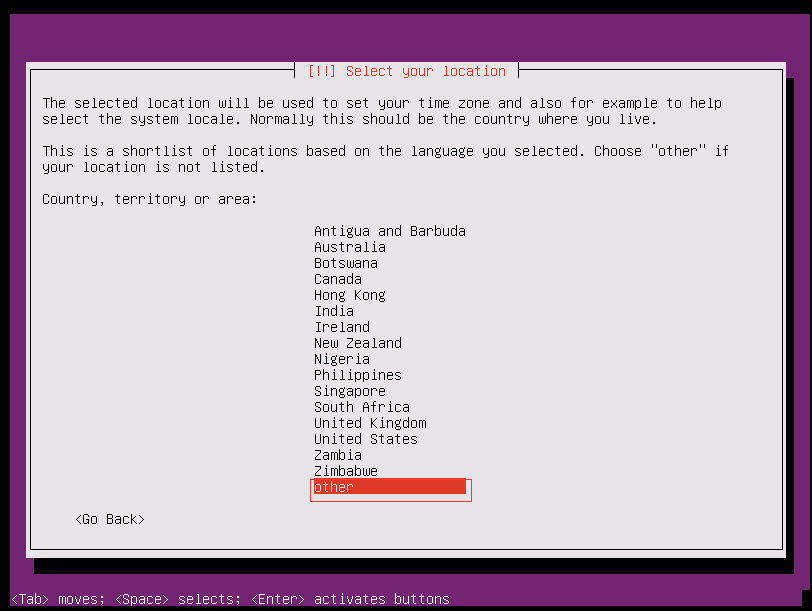 [!!] Select your location
The selected location will be used to set your time zone and also for example to help
select the system locale. Normally this should be the country where you live.
This is a shortlist of locations based on the language you selected. Choose "other" if
your location is not listed.
Country, territory or area:
Antigua and Barbuda
Australia
Botswana
Canada
Hong Kong
India
Ireland
New Zealand
Nigeria
Philippines
Singapore
South Africa
United Kingdom
United States
Zambia
Zimbabwe
other
<Go Back>
<Tab> moves; <Space> selects; <Enter> activates buttons